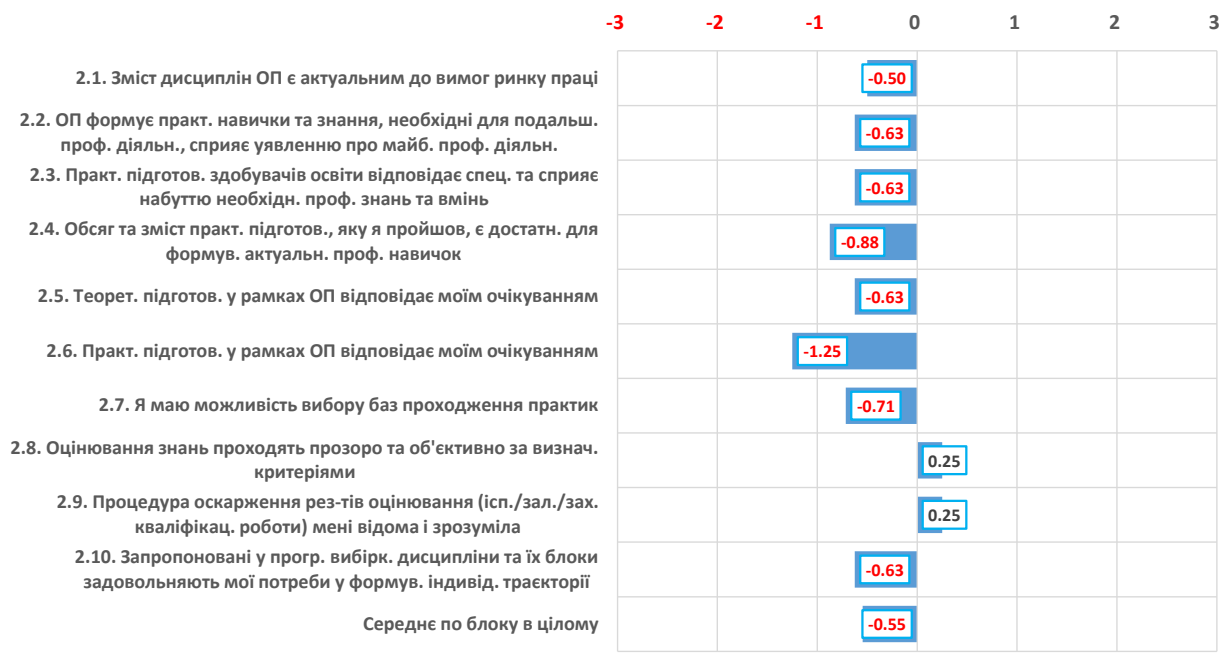 -3 -2 -1 0 1 2 3
2.1. Зміст дисциплін ОП є актуальним до вимог ринку праці
-0.50
2.2. ОП формує практ. навички та знання, необхідні для подальш.
проф. діяльн., сприяє уявленню про майб. проф. діяльн.
-0.63
2.3. Практ. підготов. здобувачів освіти відповідає спец. та сприяє
набуттю необхідн. проф. знань та вмінь
-0.63
2.4. Обсяг та зміст практ. підготов., яку я пройшов, є достатн. для
формув. актуальн. проф. навичок
-0.88
2.5. Теорет. підготов. у рамках ОП відповідає моїм очікуванням
-0.63
2.6. Практ. підготов. у рамках ОП відповідає моїм очікуванням
-1.25
2.7. Я маю можливість вибору баз проходження практик
-0.71
2.8. Оцінювання знань проходять прозоро та об'єктивно за визнач.
критеріями
0.25
2.9. Процедура оскарження рез-тів оцінювання (ісп./зал./зах.
кваліфікац. роботи) мені відома і зрозуміла
0.25
2.10. Запропоновані у прогр. вибірк. дисципліни та їх блоки
задовольняють мої потреби у формув. індивід. траєкторії
-0.63
Середнє по блоку в цілому
-0.55